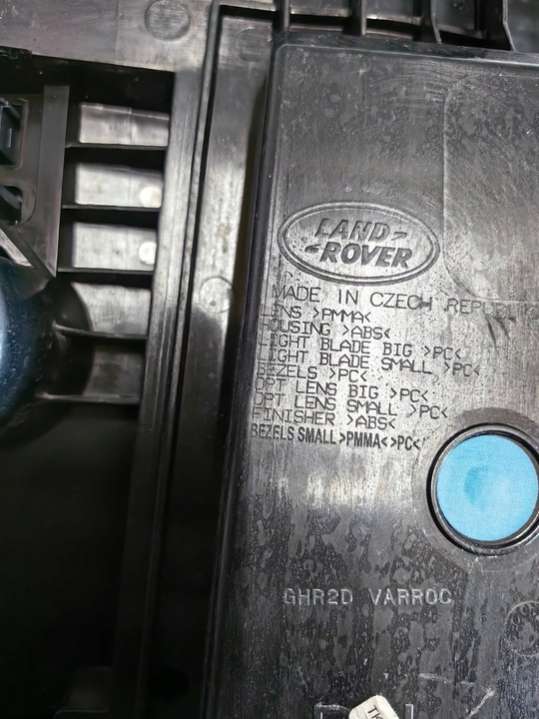 LAND-
-ROVER
MADE IN CZECH REPUBLIC
LENS >PMMA<
HOUSING >ABS<
LIGHT BLADE BIG >PC<
LIGHT BLADE SMALL >PC<
BEZELS >PC<
OPT LENS BIG >PC<
OPT LENS SMALL >PC<
FINISHER >ABS<
BEZELS SMALL >PMMA< >PC<
GHR2D VARROC